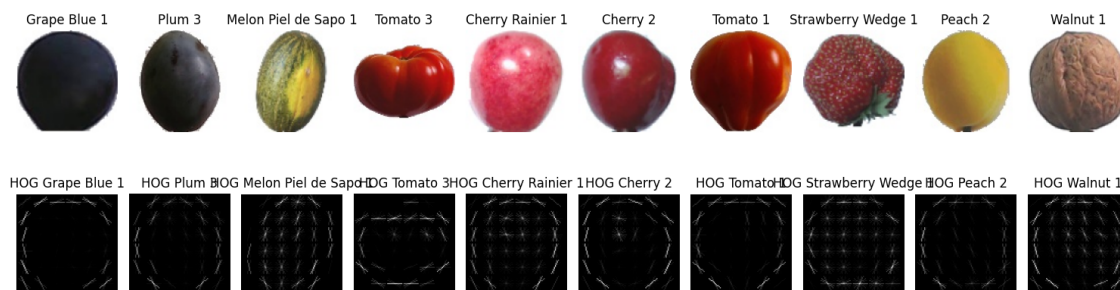 Grape Blue 1 Plum 3 Melon Piel de Sapo 1 Tomato 3 Cherry Rainier 1 Cherry 2 Tomato 1 Strawberry Wedge 1 Peach 2 Walnut 1
HOG Grape Blue 1 HOG Plum 3 HOG Melon Piel de Sapo 1 HOG Tomato 3 HOG Cherry Rainier 1 HOG Cherry 2 HOG Tomato 1 HOG Strawberry Wedge 1 HOG Peach 2 HOG Walnut 1